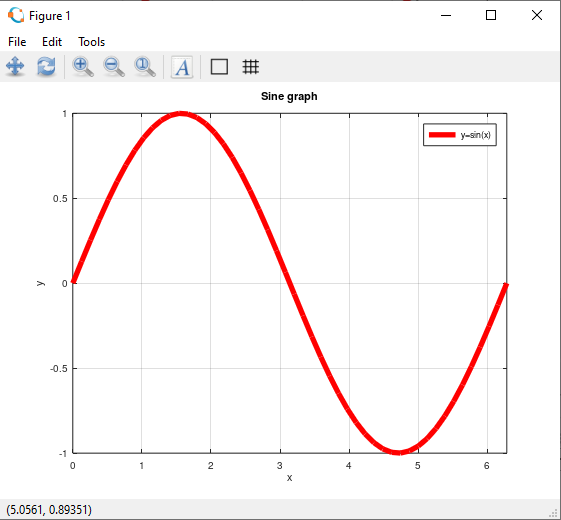 Figure 1
File Edit Tools
A
Sine graph
y=sin(x)
1
0.5
0
-0.5
-1
y
0 1 2 3 4 5 6
x
(5.0561, 0.89351)